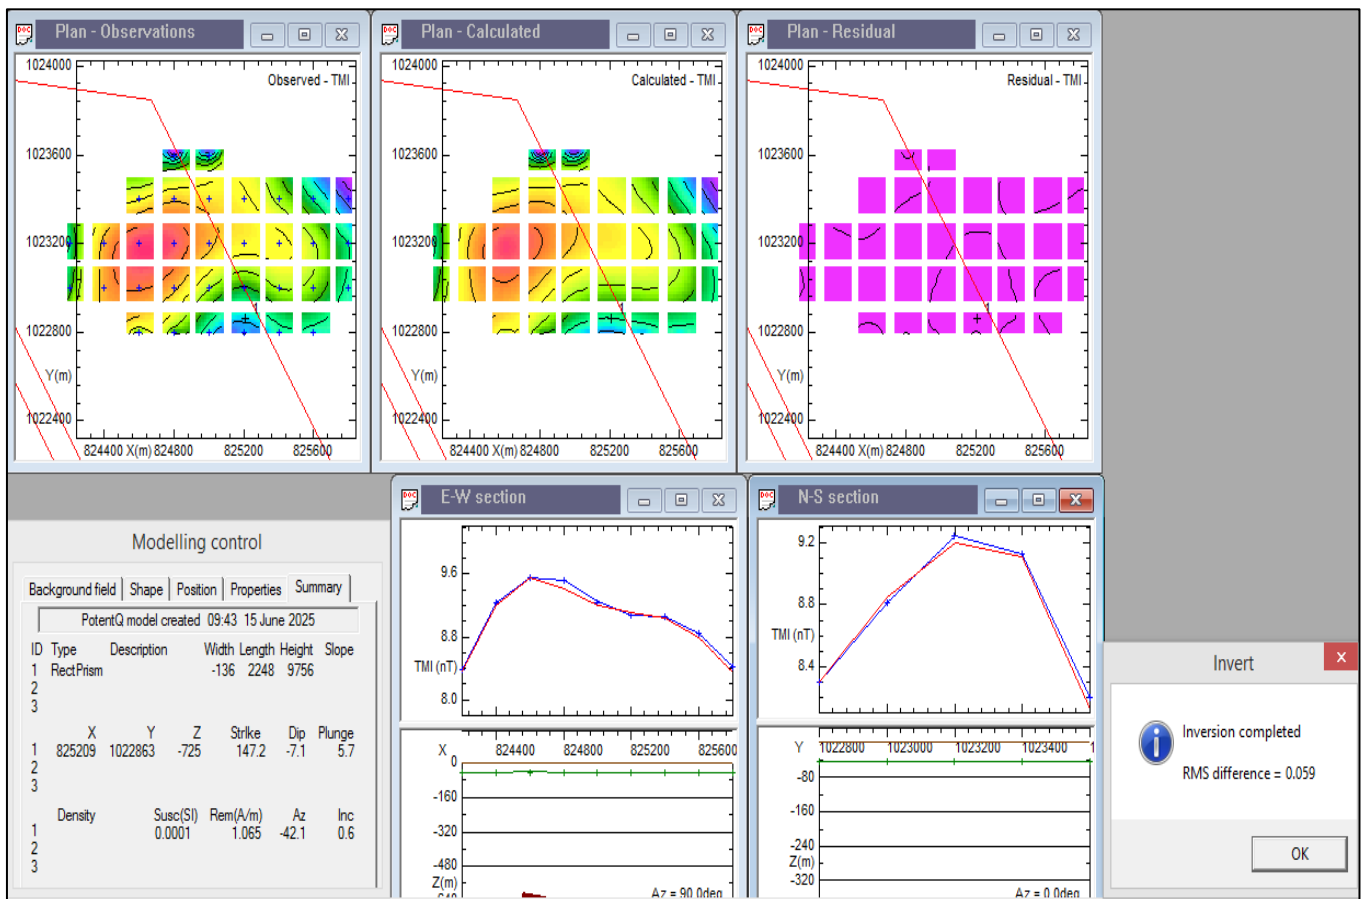 Plan - Observations
Observed - TMI
1024000
1023600
1023200
1022800
1022400
Y(m)
824400 X(m) 824800 825200 825600
1
Plan - Calculated
Calculated - TMI
1024000
1023600
1023200
1022800
1022400
Y(m)
824400 X(m) 824800 825200 825600
1
Plan - Residual
Residual - TMI
1024000
1023600
1023200
1022800
1022400
Y(m)
824400 X(m) 824800 825200 825600
1
Modelling control
Background field Shape Position Properties Summary
PotentQ model created 09:43 15 June 2025
ID Type Description Width Length Height Slope
1 RectPrism -136 2248 9756
2
3
X Y Z Strike Dip Plunge
1 825209 1022863 -725 147.2 -7.1 5.7
2
3
Density Susc(SI) Rem(A/m) Az Inc
1 0.0001 1.065 -42.1 0.6
2
3
E-W section
9.6
8.8
TMI (nT)
8.0
X 824400 824800 825200 825600
0
-160
-320
-480
Z(m)
-640
Az = 90.0deg
N-S section
9.2
8.8
TMI (nT)
8.4
Y 1022800 1023000 1023200 1023400 1
-80
-160
-240
Z(m)
-320
Az = 0.0deg
Invert
Inversion completed
RMS difference = 0.059
OK